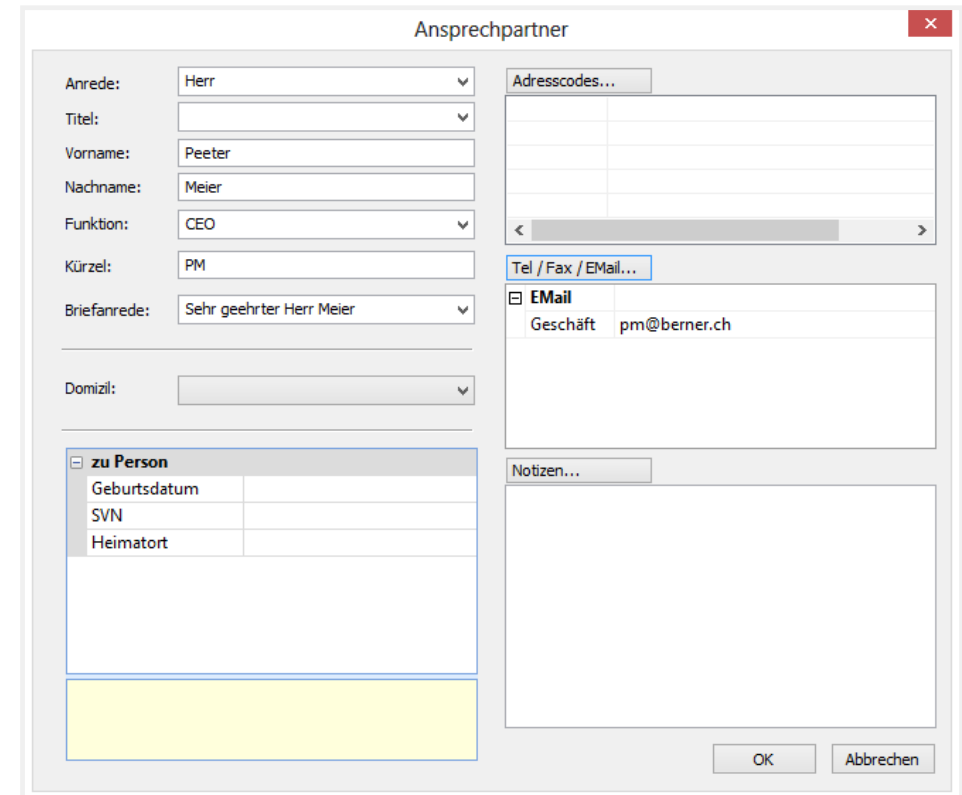 Ansprechpartner
Anrede: Herr
Titel:
Vorname: Peeter
Nachname: Meier
Funktion: CEO
Kürzel: PM
Briefanrede: Sehr geehrter Herr Meier
Domizil:
zu Person
Geburtsdatum
SVN
Heimatort
Adresscodes...
Tel / Fax / EMail...
EMail
Geschäft pm@berner.ch
Notizen...
OK Abbrechen